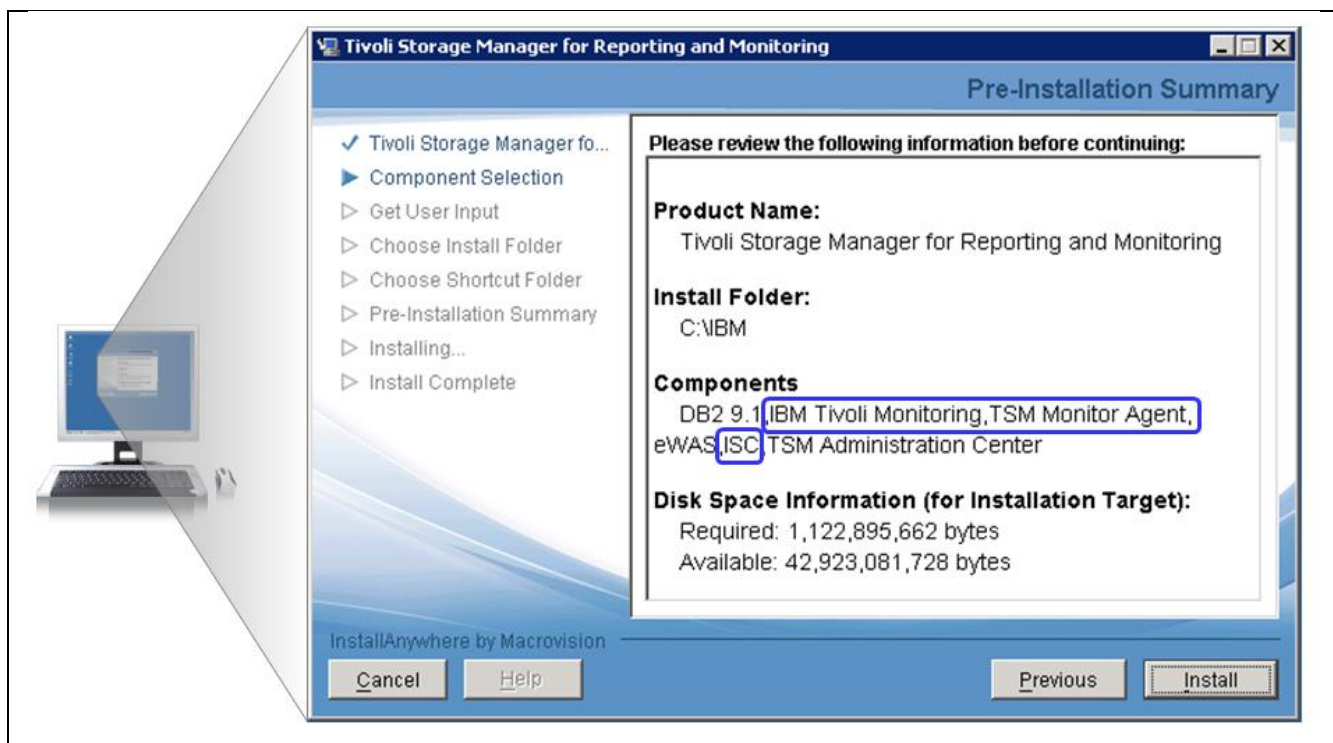 Tivoli Storage Manager for Reporting and Monitoring
Pre-Installation Summary
Tivoli Storage Manager fo...
Component Selection
Get User Input
Choose Install Folder
Choose Shortcut Folder
Pre-Installation Summary
Installing...
Install Complete
Please review the following information before continuing:
Product Name:
Tivoli Storage Manager for Reporting and Monitoring
Install Folder:
C:\IBM
Components
DB2 9.1,IBM Tivoli Monitoring,TSM Monitor Agent,
eWAS,ISC,TSM Administration Center
Disk Space Information (for Installation Target):
Required: 1,122,895,662 bytes
Available: 42,923,081,728 bytes
InstallAnywhere by Macrovision
Cancel
Help
Previous
Install